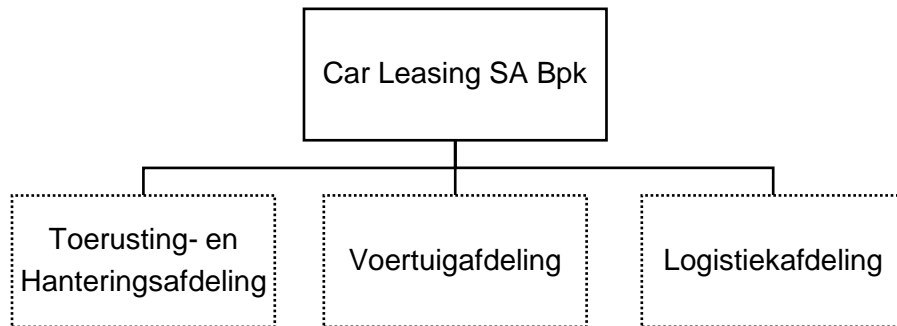 Car Leasing SA Bpk
Toerusting- en
Hanteringsafdeling
Voertuigafdeling
Logistiekafdeling